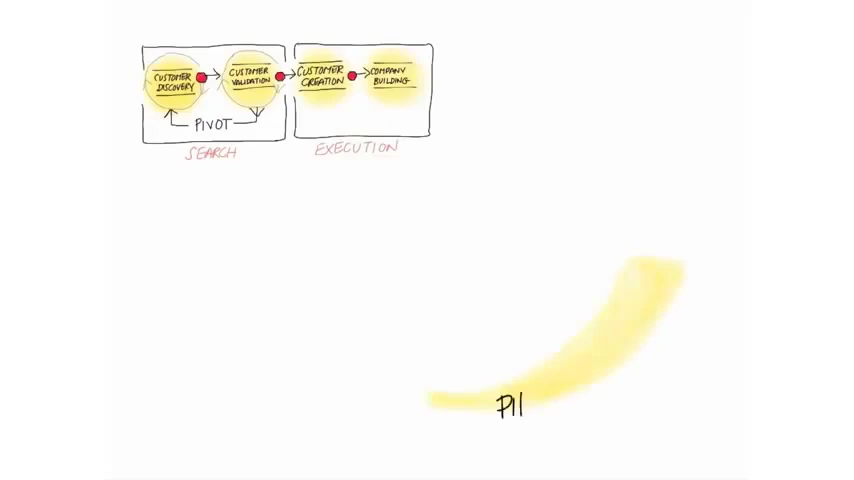 CUSTOMER
DISCOVERY
CUSTOMER
VALIDATION
CUSTOMER
CREATION
COMPANY
BUILDING
PIVOT
SEARCH
EXECUTION